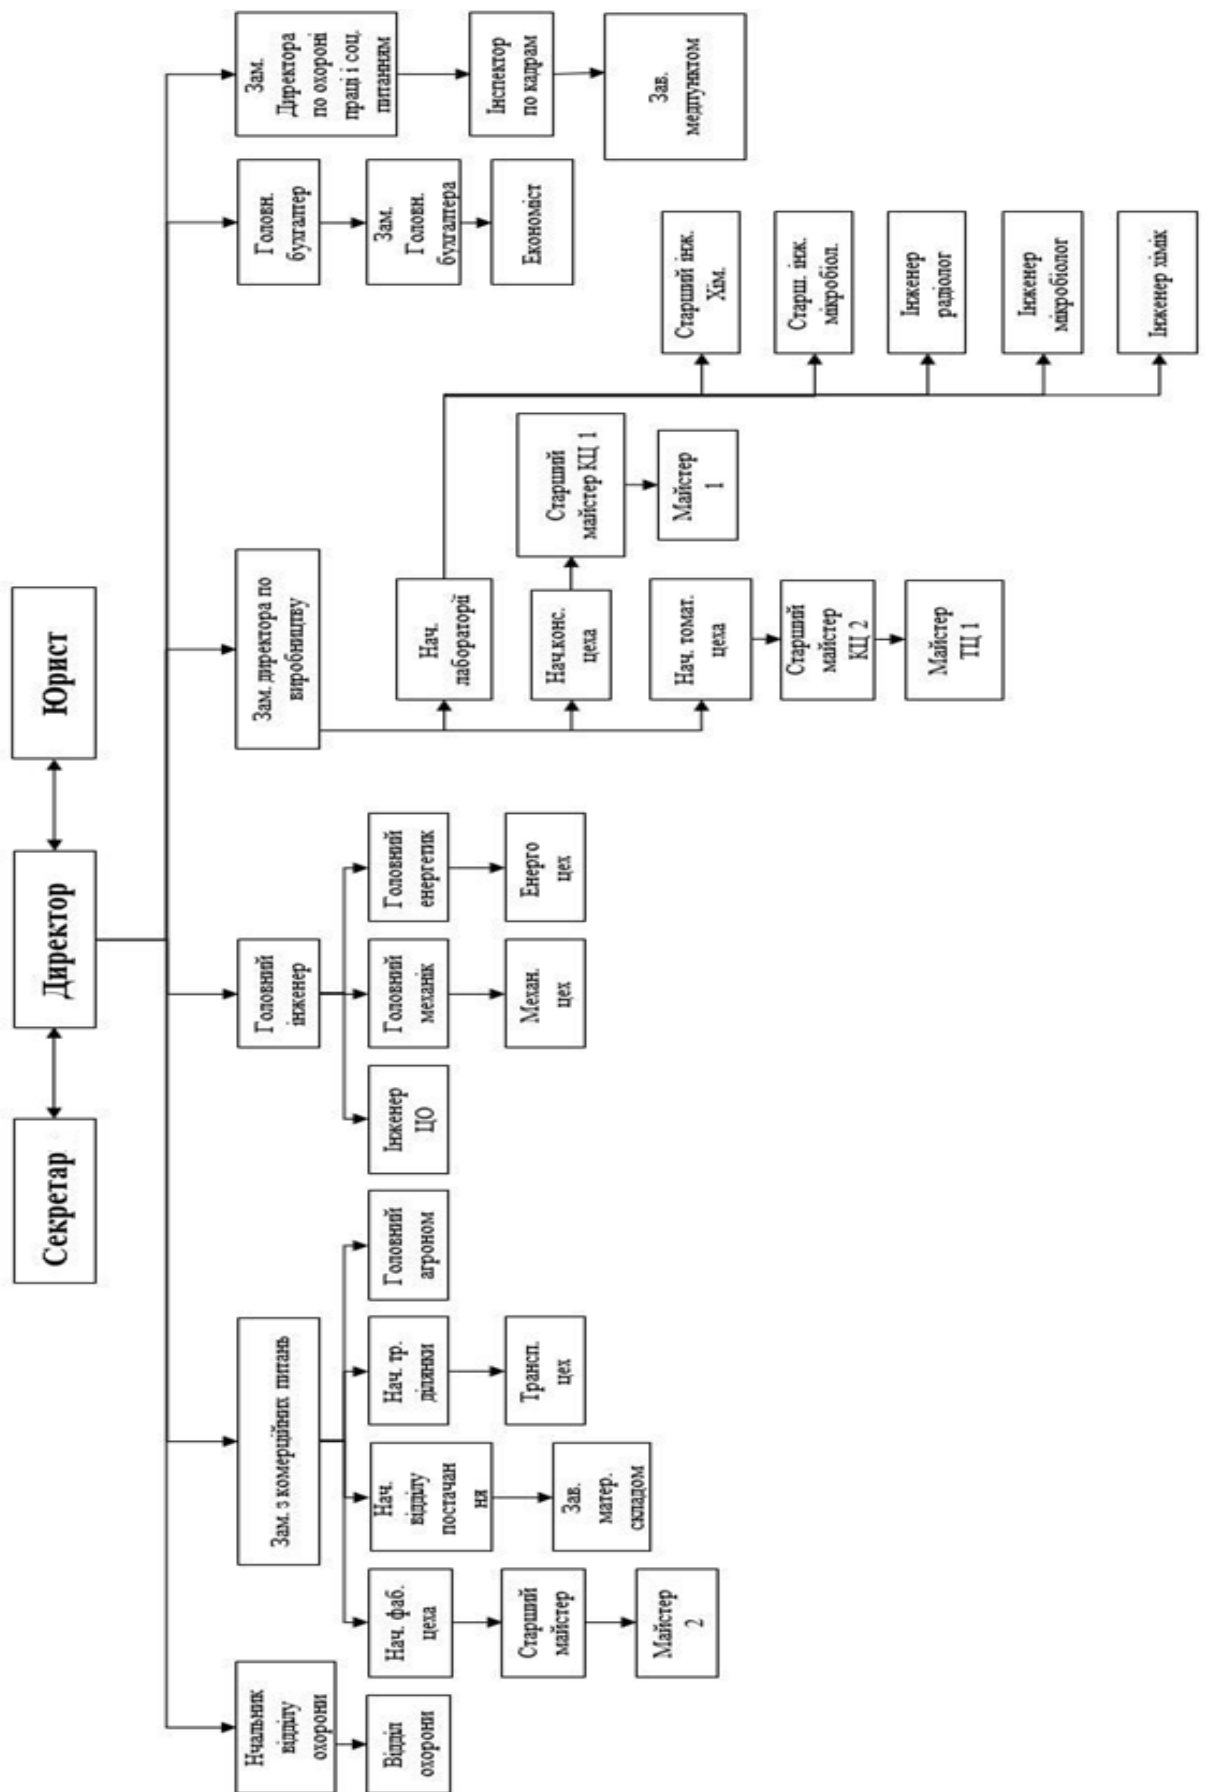 Секретар
Директор
Юрист
Нчальник
відділу
охорони
Зам. з комерційних питань
Головний
інженер
Зам. директора по
виробництву
Головн.
бухгалтер
Зам.
Директора
по охороні
праці і соц.
питанням
Відділ
охорони
Нач. фаб.
цеха
Нач.
відділу
постачан
ня
Нач. тр.
ділянки
Головний
агроном
Інженер
ЦО
Головний
механік
Головний
енергетик
Нач.
лабораторії
Зам.
Головн.
бухгалтера
Інспектор
по кадрам
Старший
майстер
Зав.
матер.
складом
Трансп.
цех
Механ.
цех
Енерго
цех
Нач.конс.
цеха
Старший
майстер КЦ 1
Економіст
Зав.
медпунктом
Майстер
2
Нач. томат.
цеха
Майстер
1
Старший інж.
Хім.
Старший
майстер
КЦ 2
Старш. інж.
мікробіол.
Майстер
ТЦ 1
Інженер
радіолог
Інженер
мікробіолог
Інженер хімік